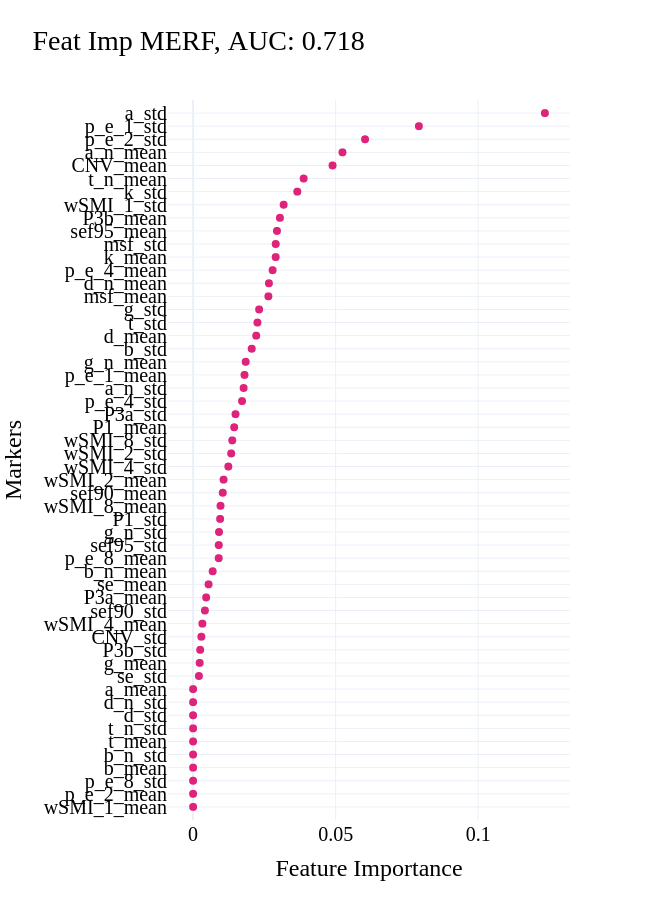 Feat Imp MERF, AUC: 0.718
a_std
p_e_1_std
p_e_2_std
a_n_mean
CNV_mean
t_n_mean
k_std
wSMI_1_std
P3b_mean
sef95_mean
msf_std
k_mean
p_e_4_mean
d_n_mean
msf_mean
g_std
t_std
d_mean
b_std
g_n_mean
p_e_1_mean
a_n_std
p_e_4_std
P3a_std
P1_mean
wSMI_8_std
wSMI_2_std
wSMI_4_std
wSMI_2_mean
sef90_mean
wSMI_8_mean
P1_std
g_n_std
sef95_std
p_e_8_mean
b_n_mean
se_mean
P3a_mean
sef90_std
wSMI_4_mean
CNV_std
P3b_std
g_mean
se_std
a_mean
d_n_std
d_std
t_n_std
t_mean
b_n_std
b_mean
p_e_8_std
p_e_2_mean
wSMI_1_mean
Markers
0 0.05 0.1
Feature Importance